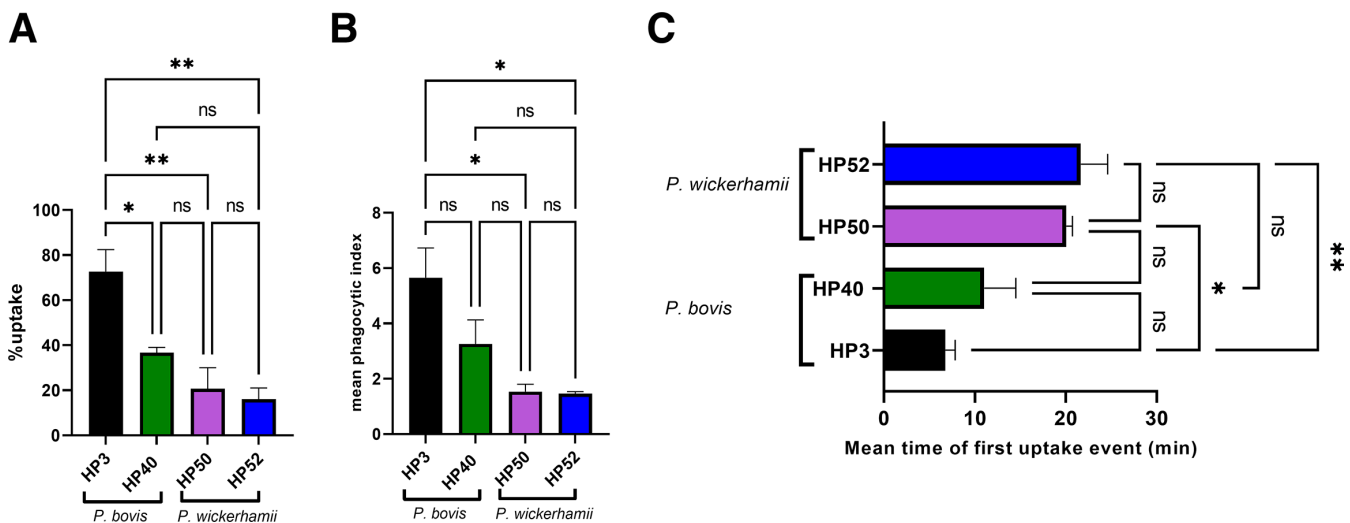 A
**
ns
**
*
ns
ns
100
80
60
40
20
0
%uptake
HP3
HP40
HP50
HP52
P. bovis
P. wickerhamii
B
*
ns
*
ns
ns
ns
8
6
4
2
0
mean phagocytic index
HP3
HP40
HP50
HP52
P. bovis
P. wickerhamii
C
P. wickerhamii
HP52
HP50
P. bovis
HP40
HP3
ns
ns
ns
*
ns
**
0
10
20
30
Mean time of first uptake event (min)